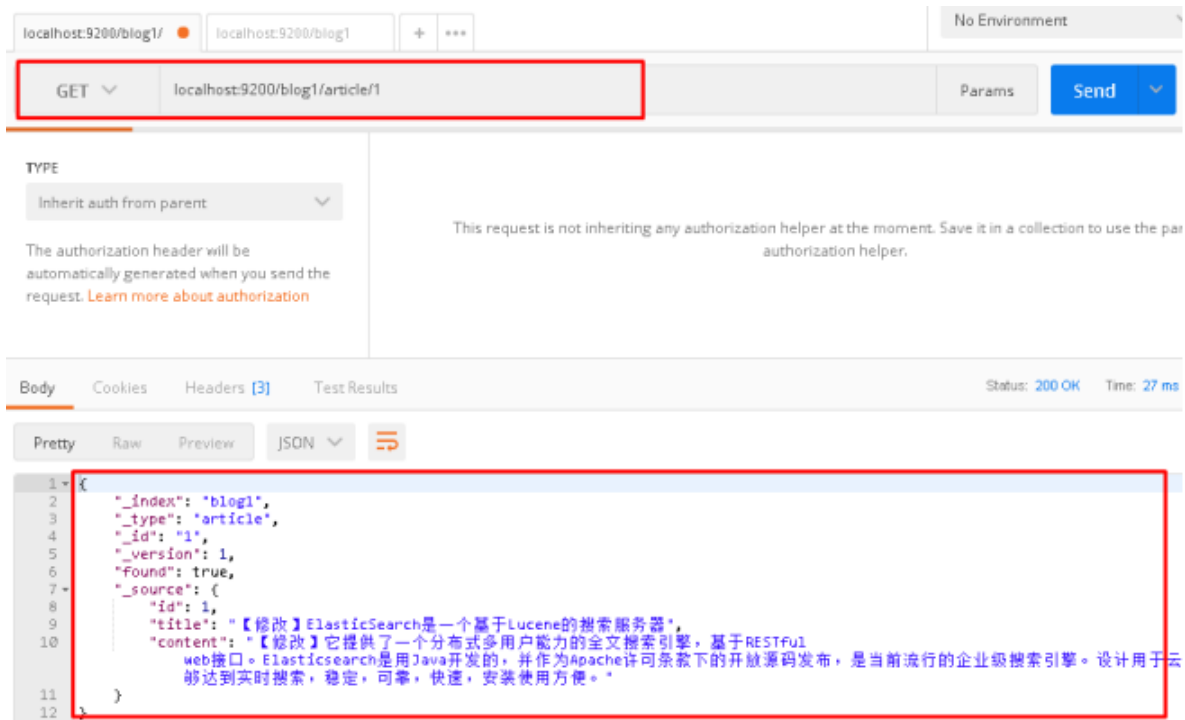 localhost:9200/blog1/
localhost:9200/blog1
+
•••
No Environment
GET
localhost:9200/blog1/article/1
Params
Send
TYPE
Inherit auth from parent
The authorization header will be
automatically generated when you send the
request. Learn more about authorization
This request is not inheriting any authorization helper at the moment. Save it in a collection to use the par
authorization helper.
Body Cookies Headers [3] Test Results Status: 200 OK Time: 27 ms
Pretty Raw Preview JSON
1 {
2 "_index": "blog1",
3 "_type": "article",
4 "_id": "1",
5 "_version": 1,
6 "found": true,
7 "_source": {
8 "id": 1,
9 "title": "【修改】ElasticSearch是一个基于Lucene的搜索服务器",
10 "content": "【修改】它提供了一个分布式多用户能力的全文搜索引擎，基于RESTful
web接口。Elasticsearch是用Java开发的，并作为Apache许可条款下的开放源码发布，是当前流行的企业级搜索引擎。设计用于云
够达到实时搜索，稳定，可靠，快速，安装使用方便。"
11 }
12 }